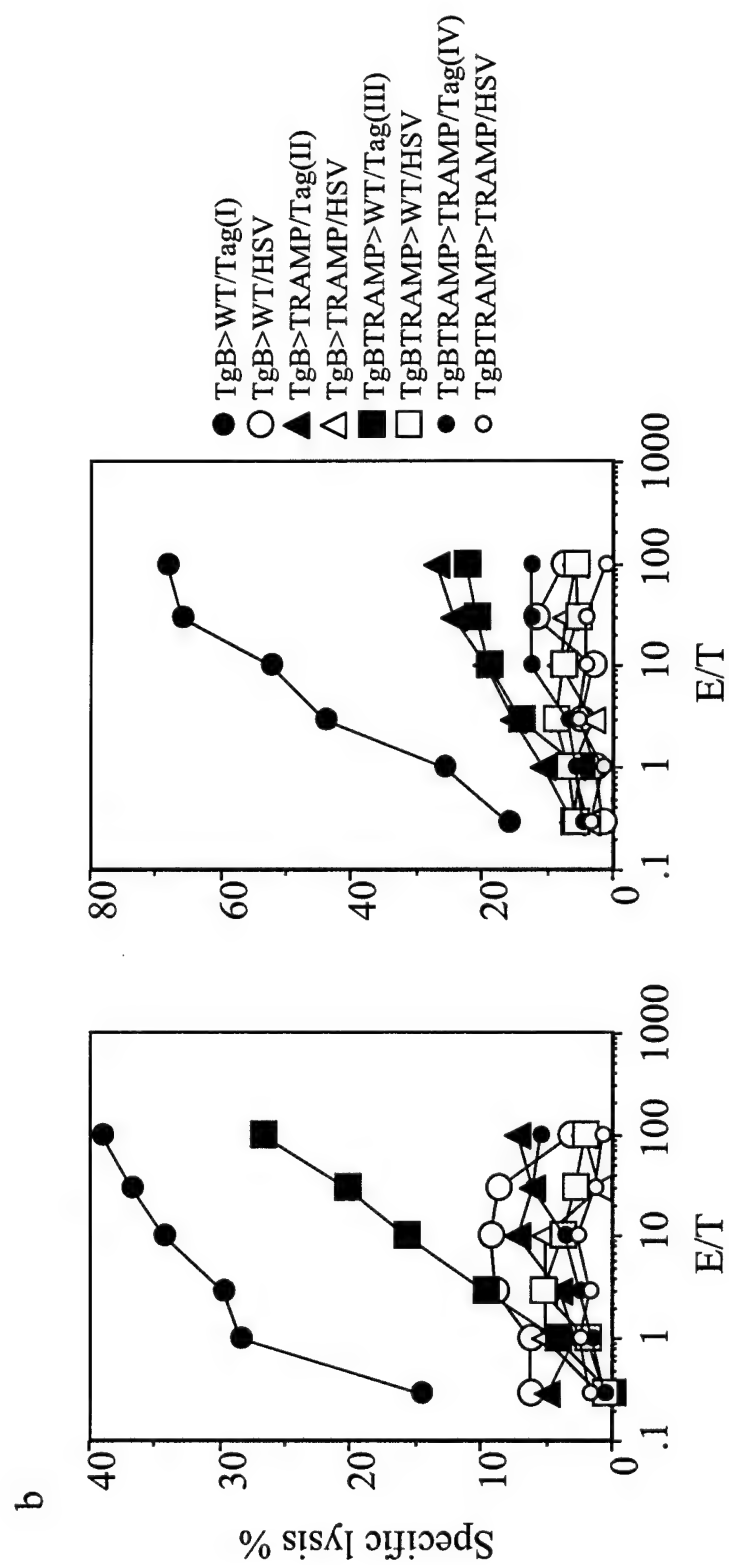 b
Specific lysis %
40
30
20
10
0
.1 1 10 100 1000
E/T
80
60
40
20
0
.1 1 10 100 1000
E/T
TgB>WT/Tag(I)
TgB>WT/HSV
TgB>TRAMP/Tag(II)
TgB>TRAMP/HSV
TgBTRAMP>WT/Tag(III)
TgBTRAMP>WT/HSV
TgBTRAMP>TRAMP/Tag(IV)
TgBTRAMP>TRAMP/HSV